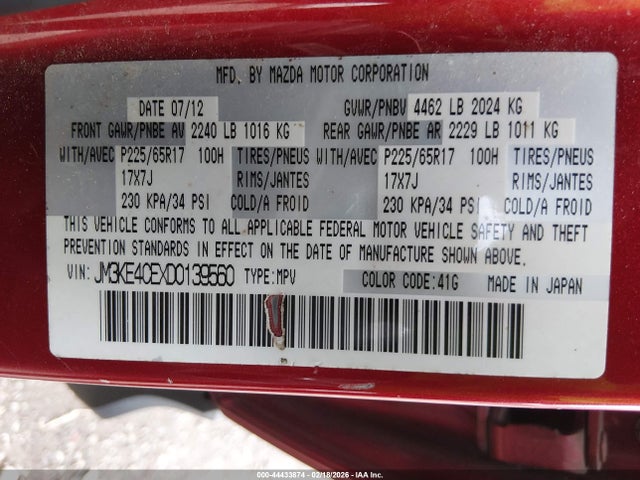 MFD. BY MAZDA MOTOR CORPORATION
DATE 07/12 GVWR/PNBV 4462 LB 2024 KG
FRONT GAWR/PNBE AV 2240 LB 1016 KG REAR GAWR/PNBE AR 2229 LB 1011 KG
WITH/AVEC P225/65R17 100H TIRES/PNEUS WITH/AVEC P225/65R17 100H TIRES/PNEUS
17X7J RIMS/JANTES 17X7J RIMS/JANTES
230 KPA/34 PSI COLD/A FROID 230 KPA/34 PSI COLD/A FROID
THIS VEHICLE CONFORMS TO ALL APPLICABLE FEDERAL MOTOR VEHICLE SAFETY AND THEFT
PREVENTION STANDARDS IN EFFECT ON THE DATE OF MANUFACTURE SHOWN ABOVE.
VIN: JM3KE4CEXD0139560 TYPE:MPV COLOR CODE:41G MADE IN JAPAN
000-44433874 | 02/18/2026 | IAA Inc.